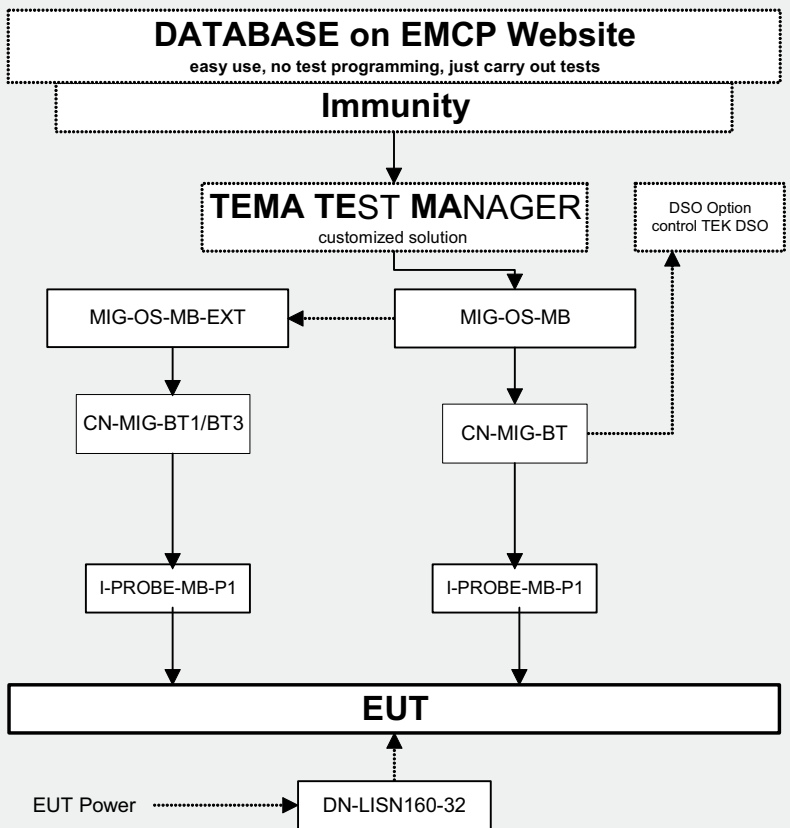 DATABASE on EMCP Website
easy use, no test programming, just carry out tests
Immunity
TEMA TEST MANAGER
customized solution
DSO Option
control TEK DSO
MIG-OS-MB-EXT
MIG-OS-MB
CN-MIG-BT1/BT3
CN-MIG-BT
I-PROBE-MB-P1
I-PROBE-MB-P1
EUT
EUT Power
DN-LISN160-32